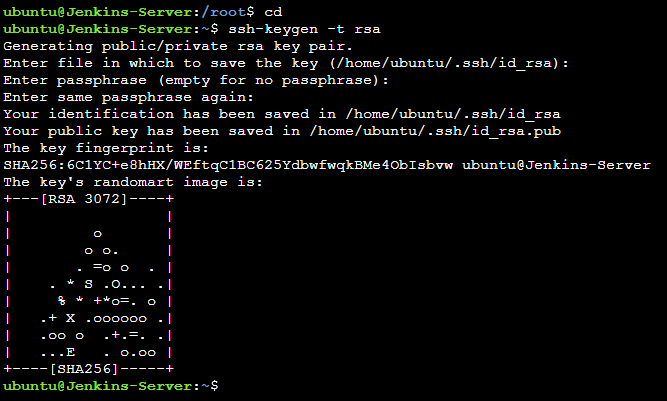 ubuntu@Jenkins-Server:/root$ cd
ubuntu@Jenkins-Server:~$ ssh-keygen -t rsa
Generating public/private rsa key pair.
Enter file in which to save the key (/home/ubuntu/.ssh/id_rsa):
Enter passphrase (empty for no passphrase):
Enter same passphrase again:
Your identification has been saved in /home/ubuntu/.ssh/id_rsa
Your public key has been saved in /home/ubuntu/.ssh/id_rsa.pub
The key fingerprint is:
SHA256:6C1YC+e8hHX/WEftqC1BC625YdbwfwqkBMe4ObIsbvw ubuntu@Jenkins-Server
The key's randomart image is:
+---[RSA 3072]----+
|                 |
|         o       |
|        o o.     |
|       . =o o  . |
|    . * S .O... .|
|     % * +*o=. o |
|   .+ X .oooooo .|
|   .oo o  .+.=. .|
|   ...E   . o.oo |
+----[SHA256]-----+
ubuntu@Jenkins-Server:~$